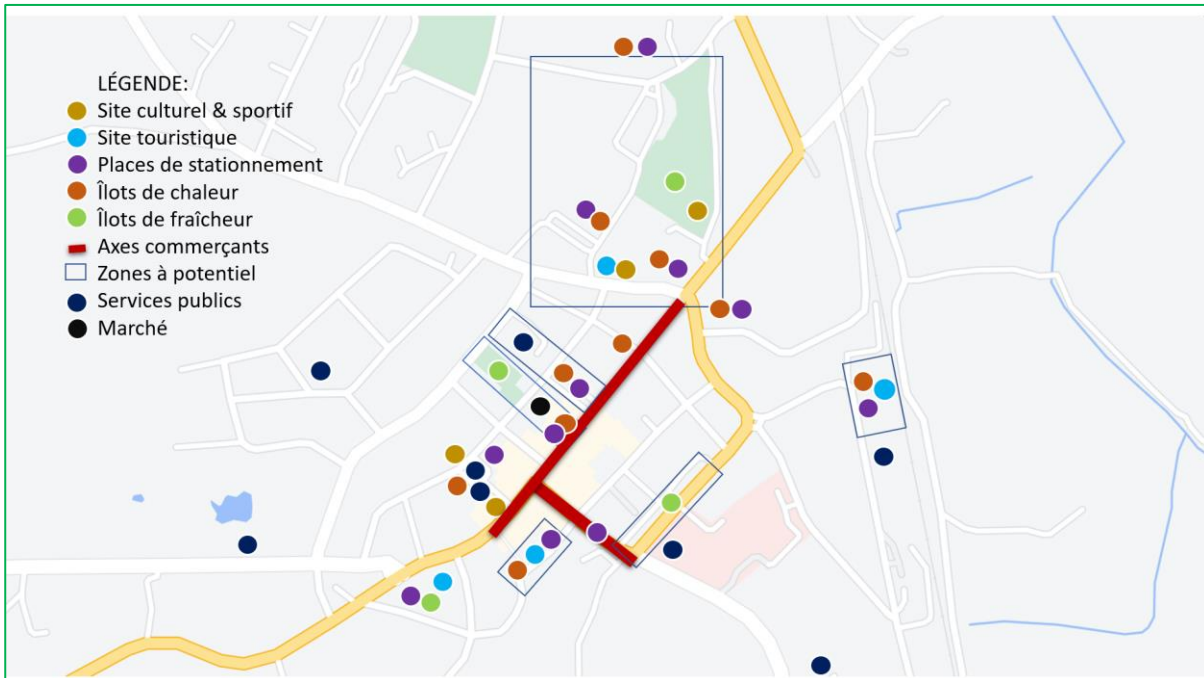 LÉGENDE:
Site culturel & sportif
Site touristique
Places de stationnement
Îlots de chaleur
Îlots de fraîcheur
Axes commerçants
Zones à potentiel
Services publics
Marché